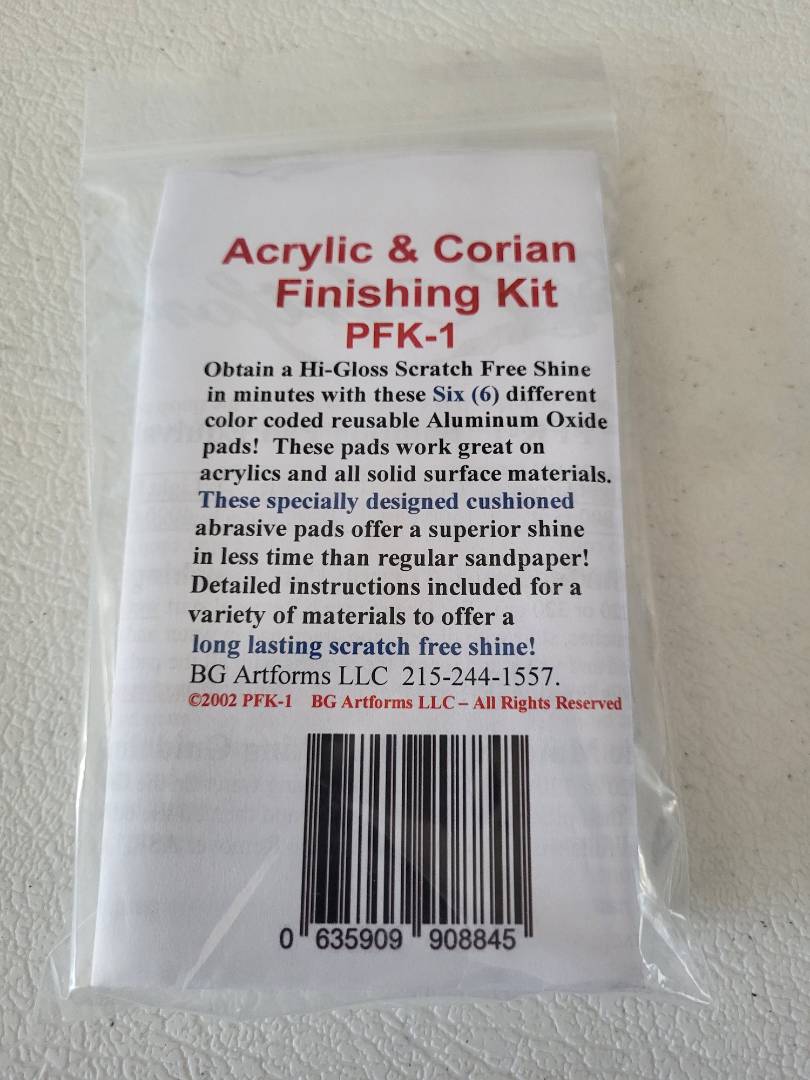 Acrylic & Corian
Finishing Kit
PFK-1
Obtain a Hi-Gloss Scratch Free Shine
in minutes with these Six (6) different
color coded reusable Aluminum Oxide
pads!  These pads work great on
acrylics and all solid surface materials.
These specially designed cushioned
abrasive pads offer a superior shine
in less time than regular sandpaper!
Detailed instructions included for a
variety of materials to offer a
long lasting scratch free shine!
BG Artforms LLC  215-244-1557.
©2002 PFK-1   BG Artforms LLC – All Rights Reserved
0 635909 908845